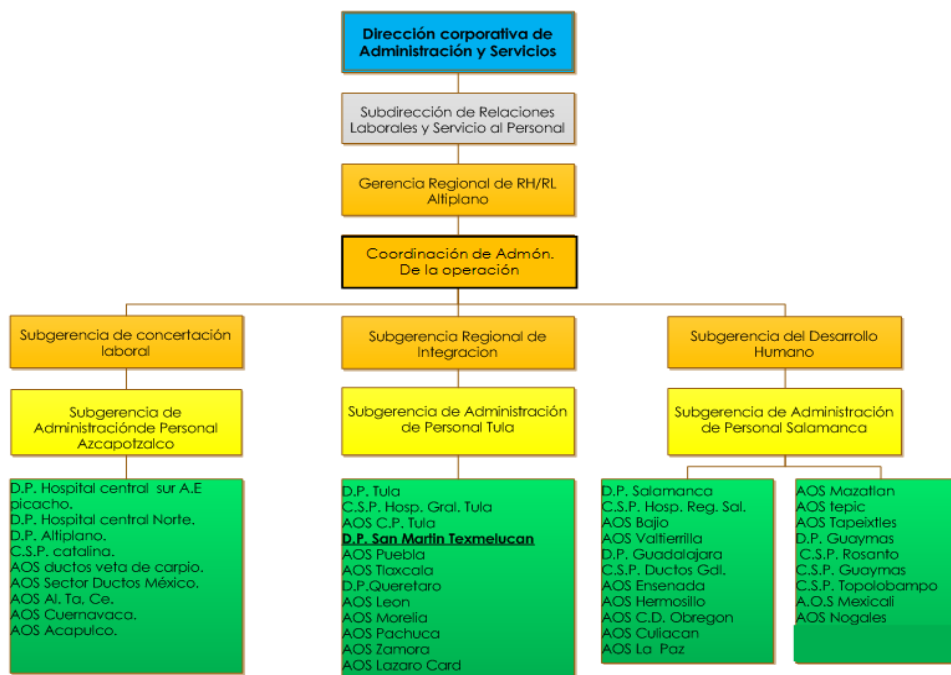 Dirección corporativa de
Administración y Servicios
Subdirección de Relaciones
Laborales y Servicio al Personal
Gerencia Regional de RH/RL
Altiplano
Coordinación de Admón.
De la operación
Subgerencia de concertación
laboral
Subgerencia Regional de
Integracion
Subgerencia del Desarrollo
Humano
Subgerencia de
Administraciónde Personal
Azcapotzalco
Subgerencia de Administración
de Personal Tula
Subgerencia de Administración
de Personal Salamanca
D.P. Hospital central sur A.E
picacho.
D.P. Hospital central Norte.
D.P. Altiplano.
C.S.P. catalina.
AOS ductos veta de carpio.
AOS Sector Ductos México.
AOS Al. Ta, Ce.
AOS Cuernavaca.
AOS Acapulco.
D.P. Tula
C.S.P. Hosp. Gral. Tula
AOS C.P. Tula
D.P. San Martin Texmelucan
AOS Puebla
AOS Tlaxcala
D.P.Queretaro
AOS Leon
AOS Morelia
AOS Pachuca
AOS Zamora
AOS Lazaro Card
D.P. Salamanca
C.S.P. Hosp. Reg. Sal.
AOS Bajio
AOS Valtierrilla
D.P. Guadalajara
C.S.P. Ductos Gdl.
AOS Ensenada
AOS Hermosillo
AOS C.D. Obregon
AOS Culiacan
AOS La Paz
AOS Mazatlan
AOS tepic
AOS Tapeixtles
D.P. Guaymas
C.S.P. Rosanto
C.S.P. Guaymas
C.S.P. Topolobampo
A.O.S Mexicali
AOS Nogales